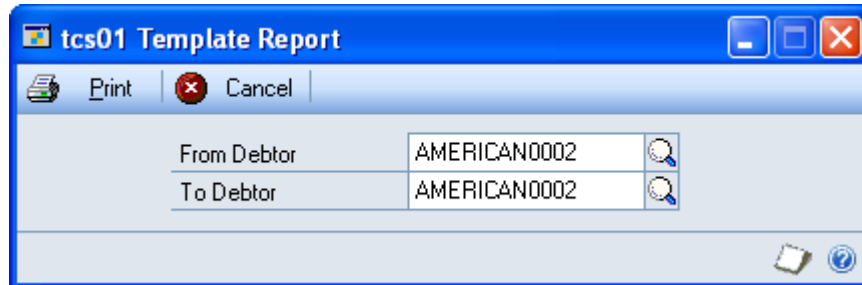 tcs01 Template Report
Print Cancel
From Debtor AMERICAN0002
To Debtor AMERICAN0002